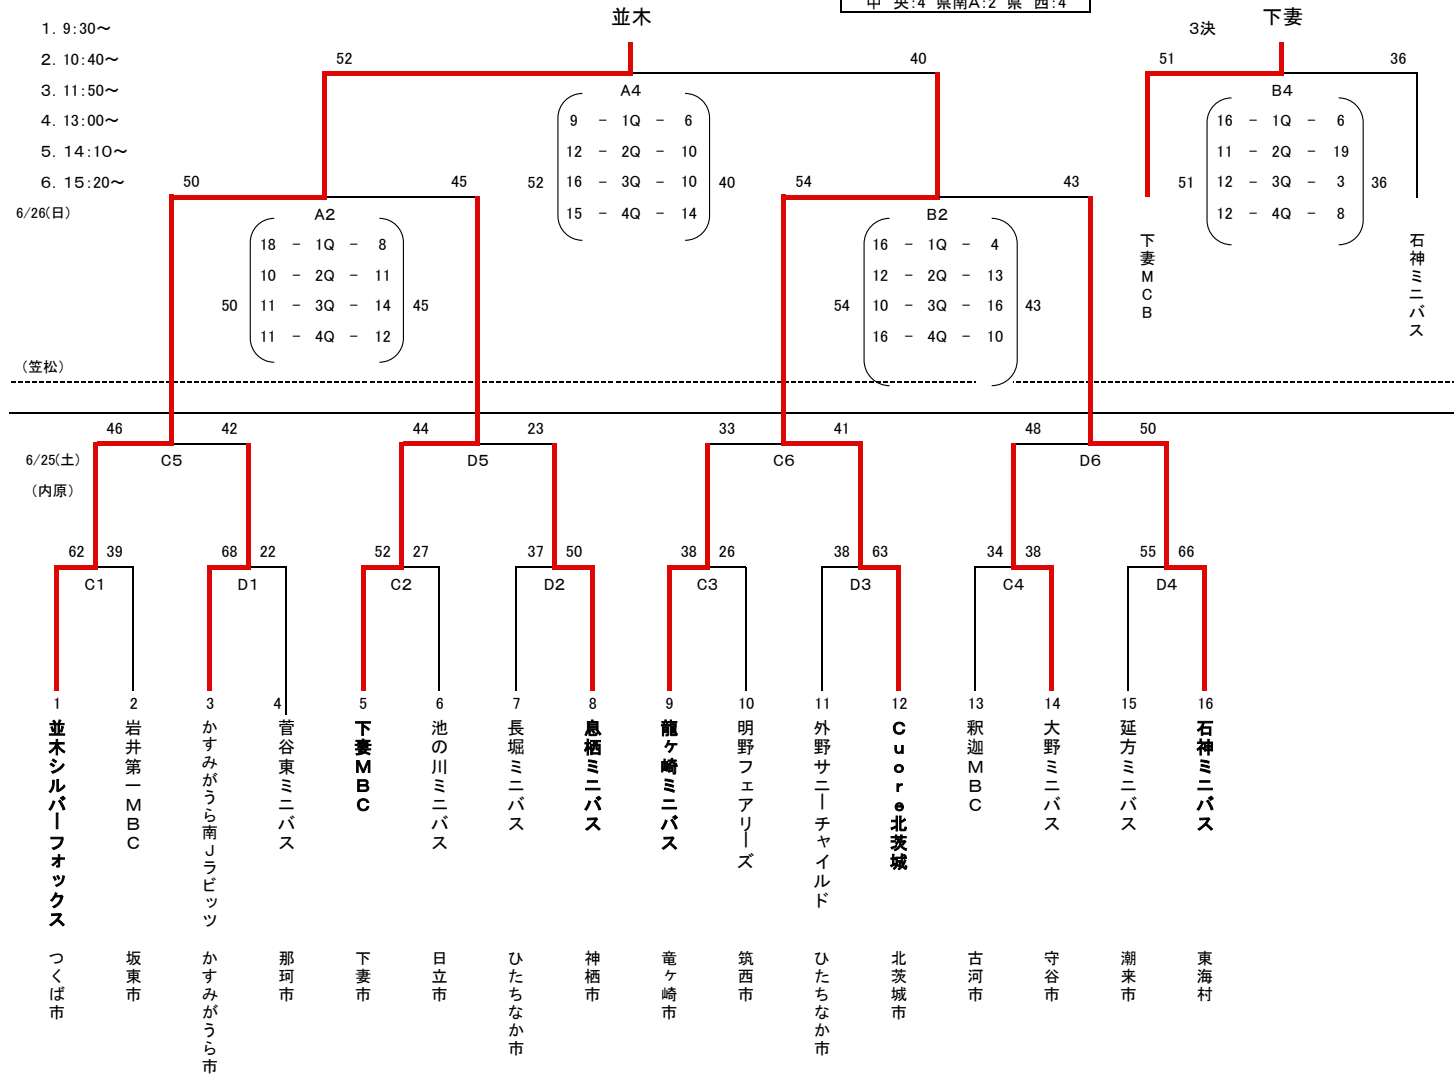 中 央:4 県南A:2 県 西:4
並木
下妻
3決
1. 9:30～
2. 10:40～
3. 11:50～
4. 13:00～
5. 14:10～
6. 15:20～
6/26(日)
52 40
A4
9 - 1Q - 6
12 - 2Q - 10
52 16 - 3Q - 10 40
15 - 4Q - 14
51 36
B4
16 - 1Q - 6
11 - 2Q - 19
51 12 - 3Q - 3 36
12 - 4Q - 8
下妻MCB
石神ミニバス
50 45
A2
18 - 1Q - 8
10 - 2Q - 11
50 11 - 3Q - 14 45
11 - 4Q - 12
54 43
B2
16 - 1Q - 4
12 - 2Q - 13
54 10 - 3Q - 16 43
16 - 4Q - 10
(笠松)
46 42 44 23 33 41 48 50
6/25(土) C5 D5 C6 D6
(内原)
62 39 68 22 52 27 37 50 38 26 38 63 34 38 55 66
C1 D1 C2 D2 C3 D3 C4 D4
1 2 3 4 5 6 7 8 9 10 11 12 13 14 15 16
並木シルバーフォックス
岩井第一MBC
かすみがうら南Jラビッツ
菅谷東ミニバス
下妻MBC
池の川ミニバス
長堀ミニバス
息栖ミニバス
龍ヶ崎ミニバス
明野フェアリーズ
外野サニーチャイルド
Cuore北茨城
釈迦MBC
大野ミニバス
延方ミニバス
石神ミニバス
つくば市
坂東市
かすみがうら市
那珂市
下妻市
日立市
ひたちなか市
神栖市
竜ヶ崎市
筑西市
ひたちなか市
北茨城市
古河市
守谷市
潮来市
東海村